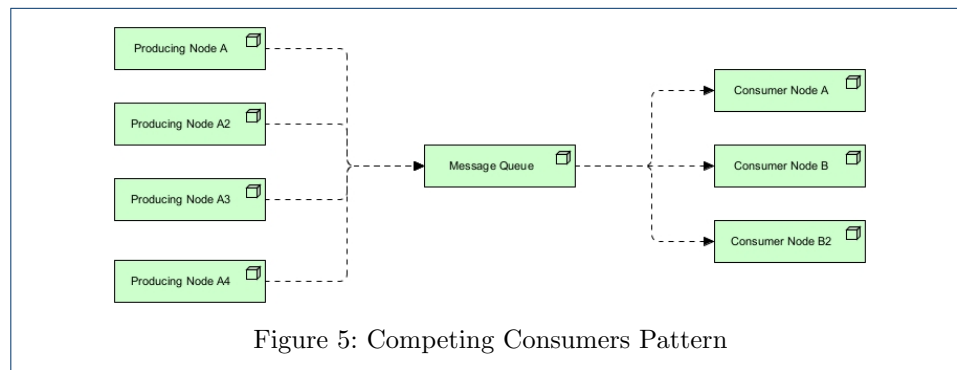 Producing Node A
Producing Node A2
Producing Node A3
Producing Node A4
Message Queue
Consumer Node A
Consumer Node B
Consumer Node B2
Figure 5: Competing Consumers Pattern